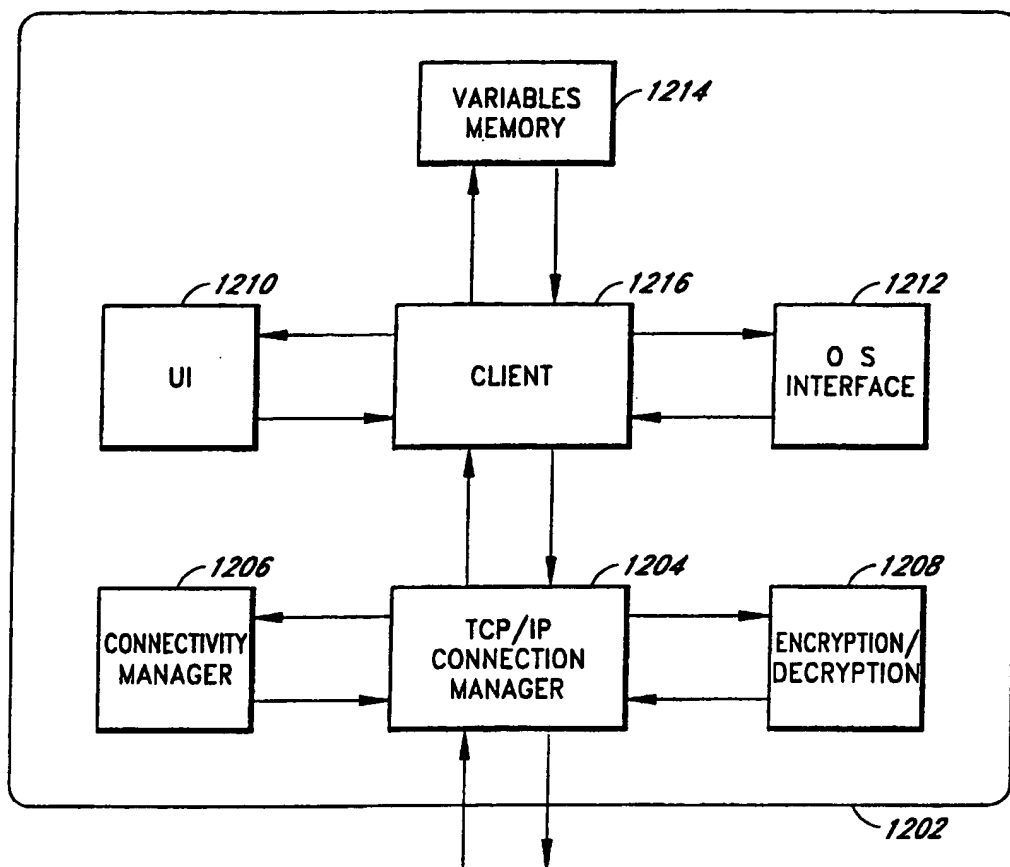 1214
VARIABLES
MEMORY
1210
UI
1216
CLIENT
1212
O S
INTERFACE
1206
CONNECTIVITY
MANAGER
1204
TCP/IP
CONNECTION
MANAGER
1208
ENCRYPTION/
DECRYPTION
1202